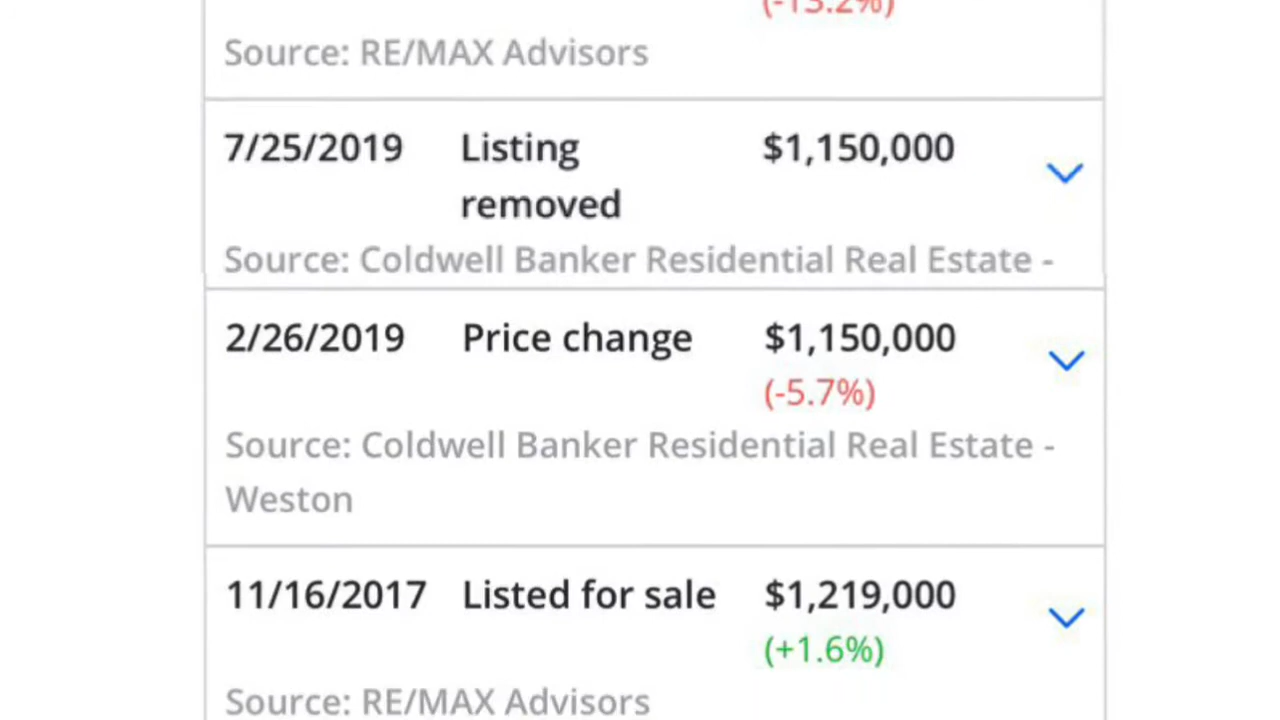 (-13.2%)
Source: RE/MAX Advisors
7/25/2019 Listing $1,150,000
removed
Source: Coldwell Banker Residential Real Estate -
2/26/2019 Price change $1,150,000
(-5.7%)
Source: Coldwell Banker Residential Real Estate -
Weston
11/16/2017 Listed for sale $1,219,000
(+1.6%)
Source: RE/MAX Advisors